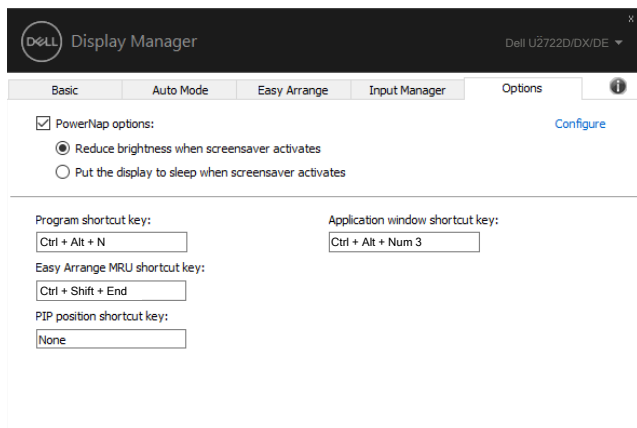 x
DELL Display Manager
Dell U2722D/DX/DE
Basic Auto Mode Easy Arrange Input Manager Options
PowerNap options: Configure
Reduce brightness when screensaver activates
Put the display to sleep when screensaver activates
Program shortcut key: Application window shortcut key:
Ctrl + Alt + N Ctrl + Alt + Num 3
Easy Arrange MRU shortcut key:
Ctrl + Shift + End
PIP position shortcut key:
None